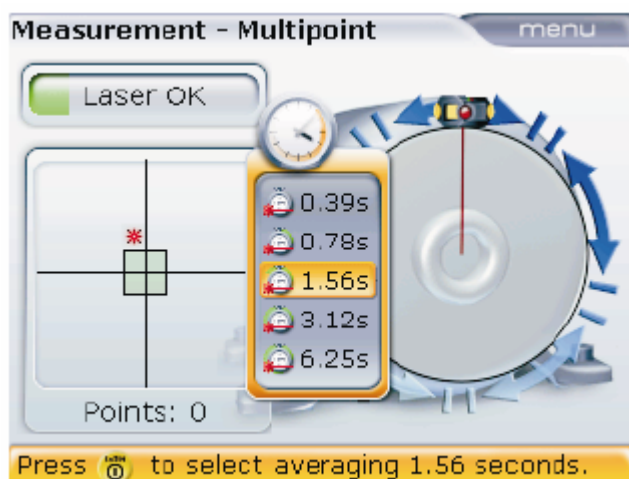 Measurement - Multipoint
menu
Laser OK
0.39s
0.78s
1.56s
3.12s
6.25s
Points: 0
Press to select averaging 1.56 seconds.